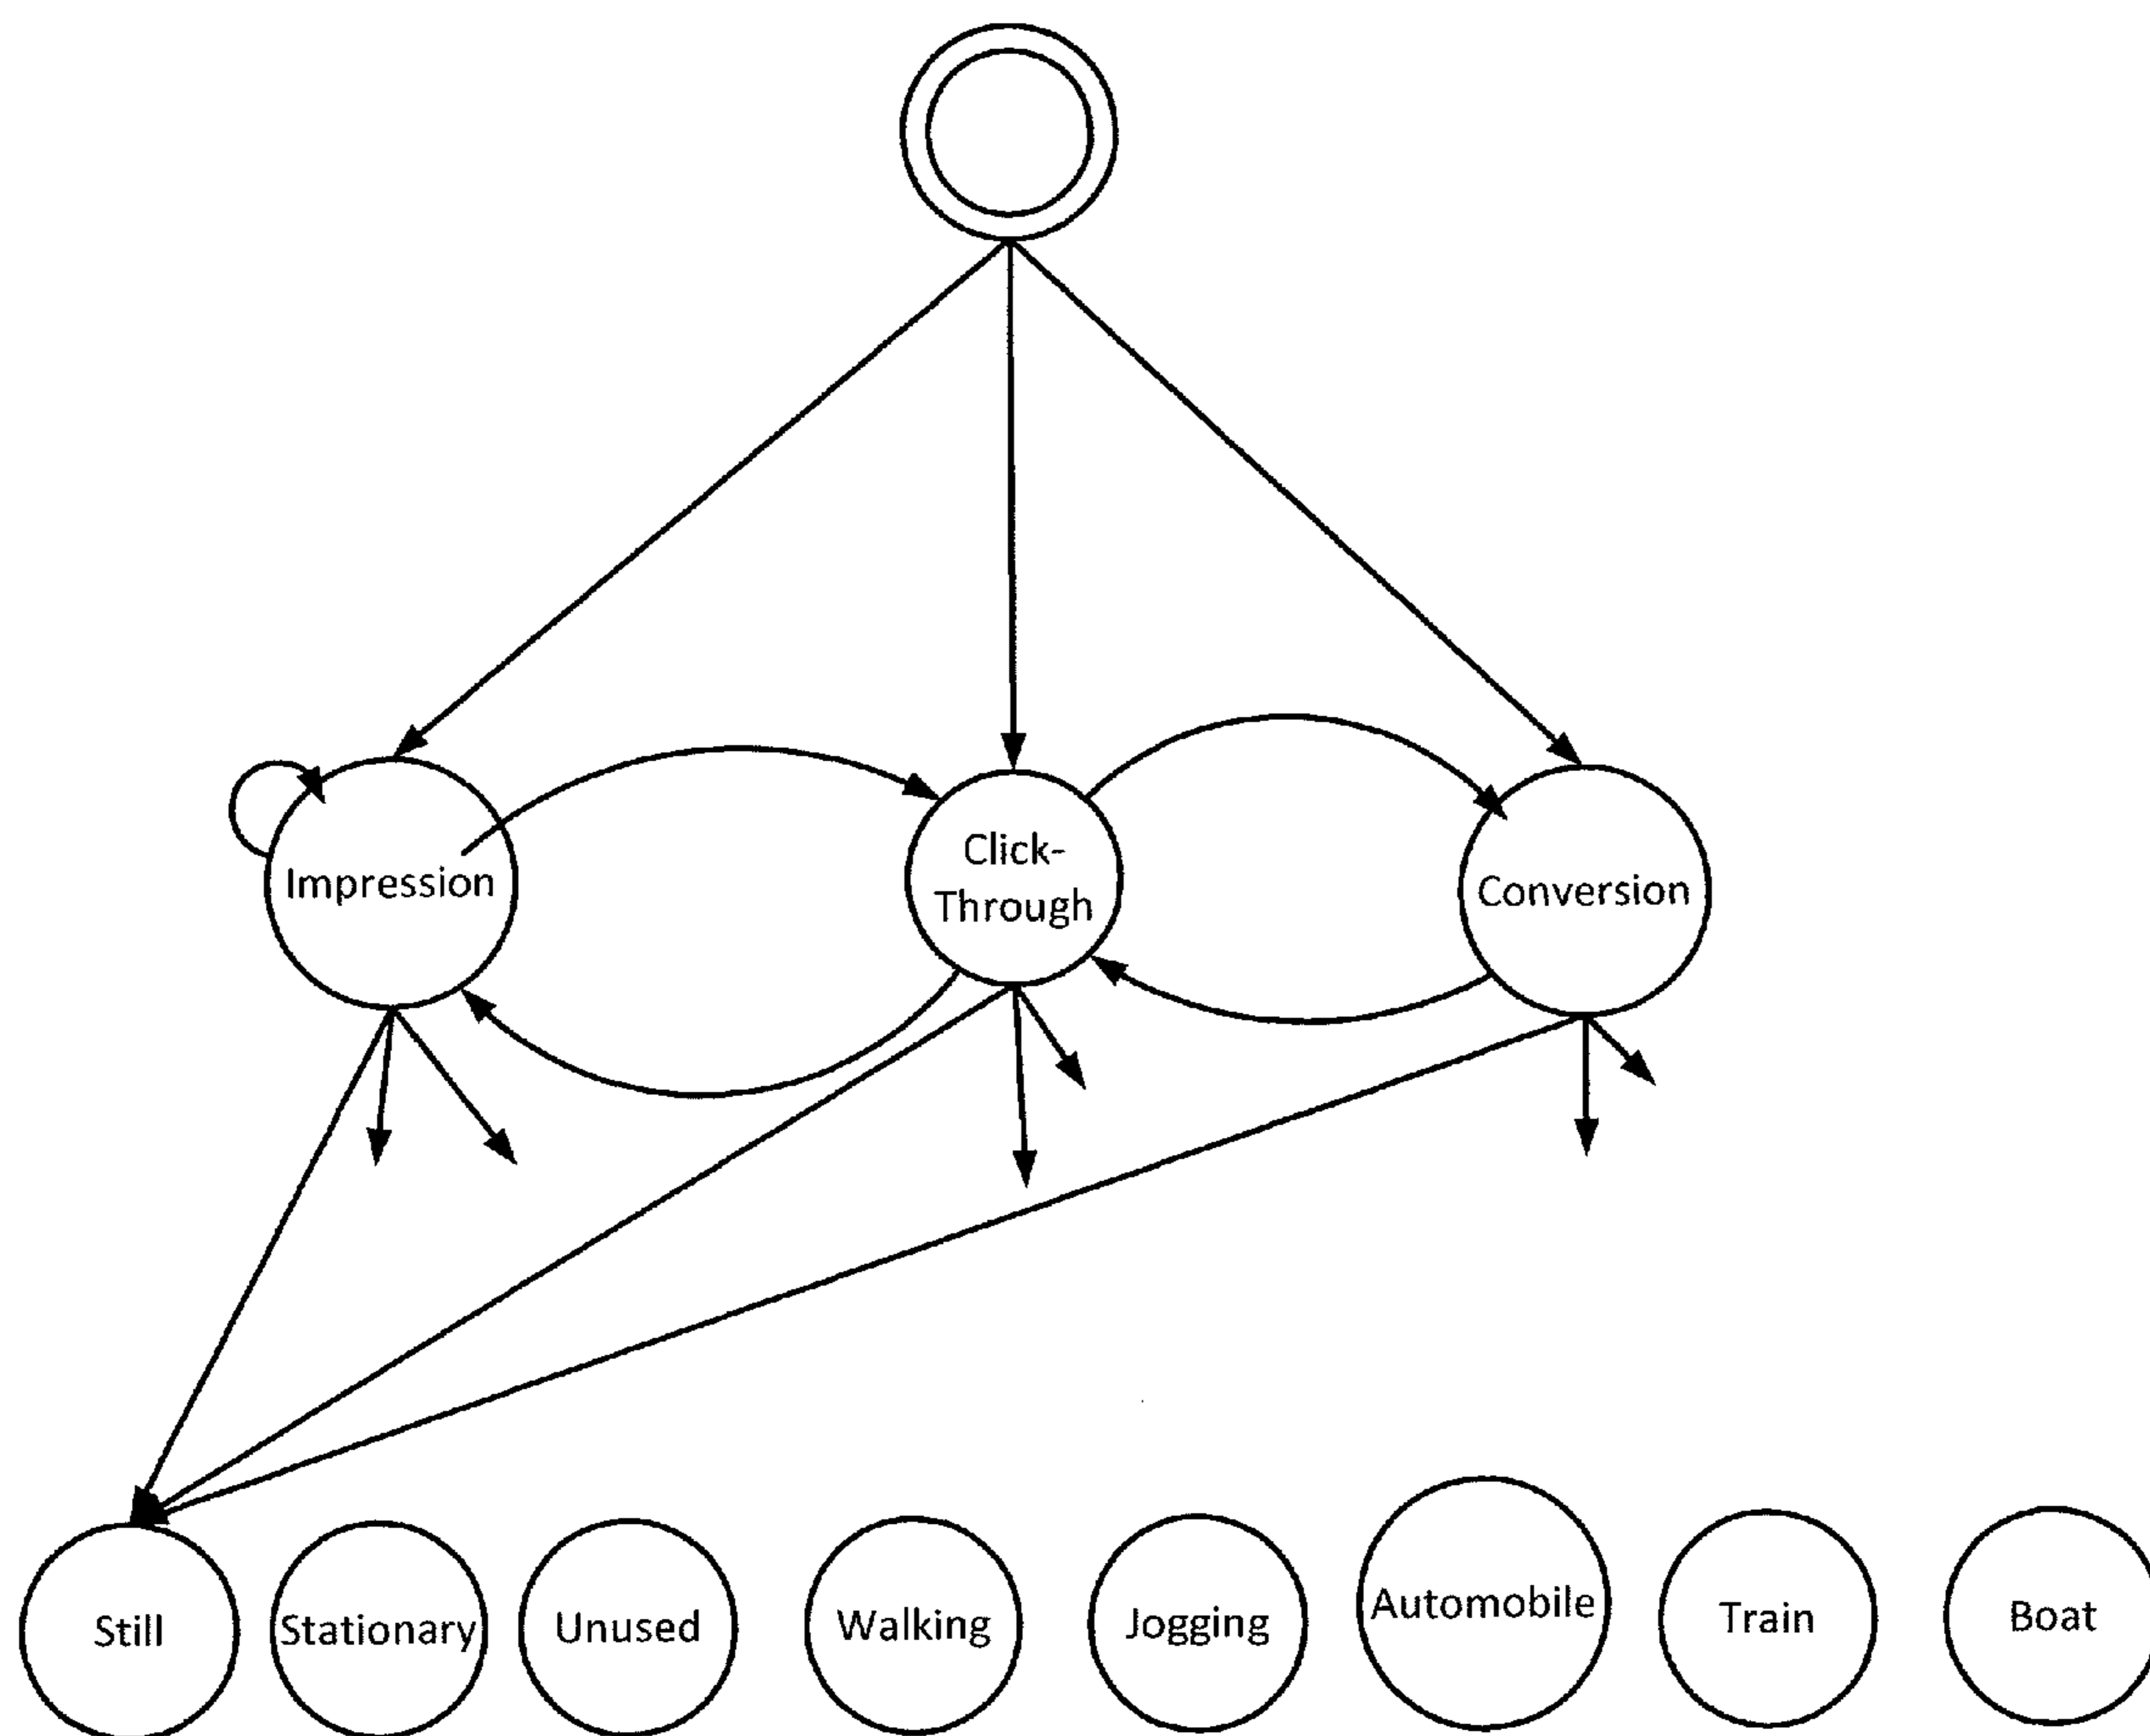 Impression
Click-
Through
Conversion
Still
Stationary
Unused
Walking
Jogging
Automobile
Train
Boat